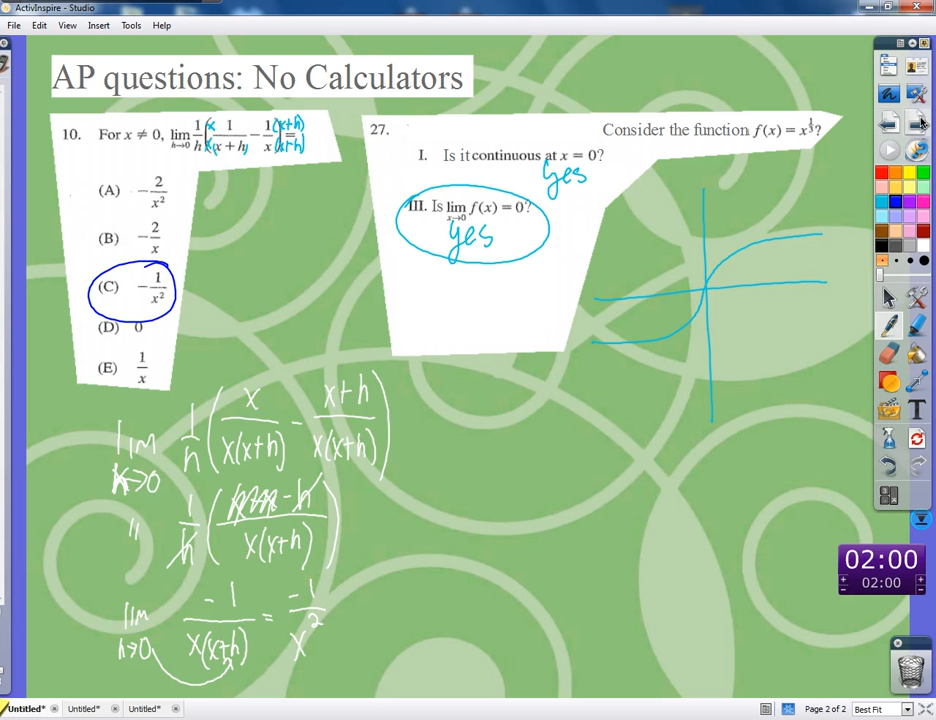 ActivInspire - Studio
File Edit View Insert Tools Help
AP questions: No Calculators
10. For x ≠ 0, lim h→0 1/h [ x/x 1/(x+h) - 1/x (x+h)/(x+h) ] =
(A) - 2/x²
(B) - 2/x
(C) - 1/x²
(D) 0
(E) 1/x
27. Consider the function f(x) = x^{1/3}?
I. Is it continuous at x = 0?
yes
III. Is lim x→0 f(x) = 0?
yes
lim h→0 1/h ( x/x(x+h) - x+h/x(x+h) )
" 1/h ( -h/x(x+h) )
lim h→0 -1/x(x+h) = -1/x²
T
02:00
02:00
Untitled* Untitled* Untitled* Page 2 of 2 Best Fit